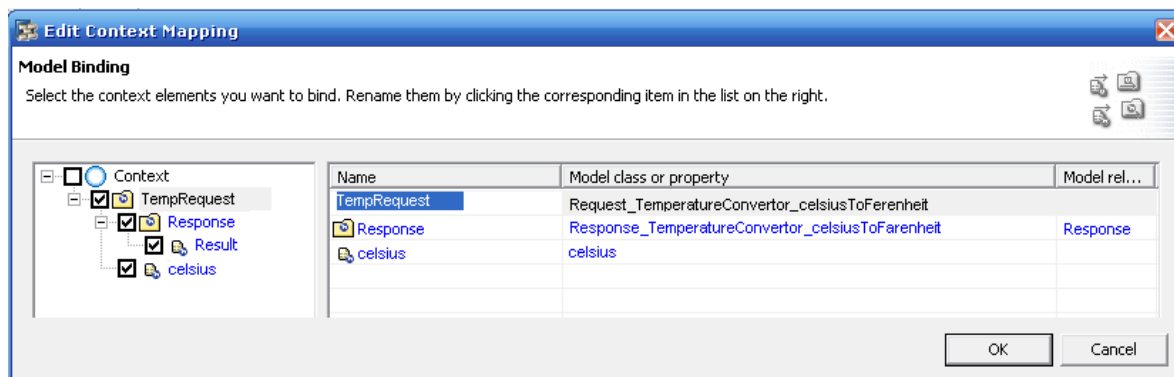 Edit Context Mapping
Model Binding
Select the context elements you want to bind. Rename them by clicking the corresponding item in the list on the right.
Context
TempRequest
Response
Result
celsius
Name Model class or property Model rel...
TempRequest Request_TemperatureConvertor_celsiusToFerenheit
Response Response_TemperatureConvertor_celsiusToFarenheit Response
celsius celsius
OK Cancel